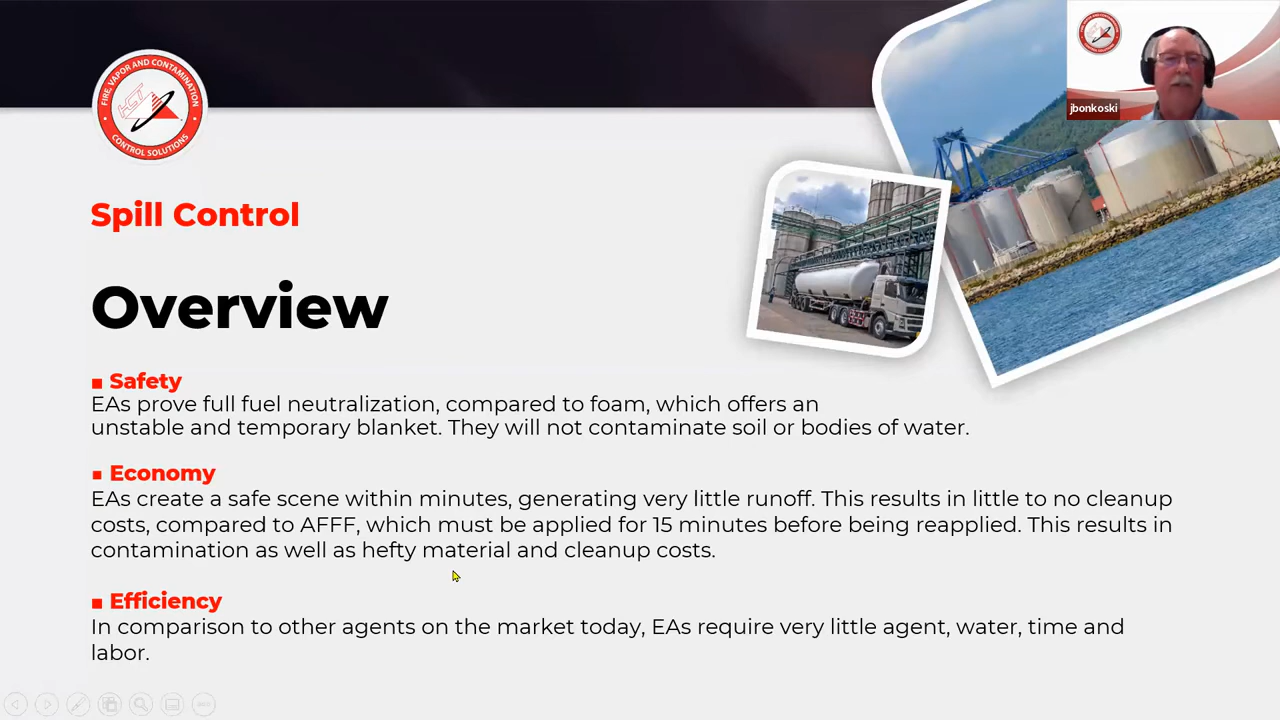 FIRE, VAPOR AND CONTAMINATION
HCT
CONTROL SOLUTIONS
jbonkoski
Spill Control
Overview
■ Safety
EAs prove full fuel neutralization, compared to foam, which offers an
unstable and temporary blanket. They will not contaminate soil or bodies of water.
■ Economy
EAs create a safe scene within minutes, generating very little runoff. This results in little to no cleanup
costs, compared to AFFF, which must be applied for 15 minutes before being reapplied. This results in
contamination as well as hefty material and cleanup costs.
■ Efficiency
In comparison to other agents on the market today, EAs require very little agent, water, time and
labor.